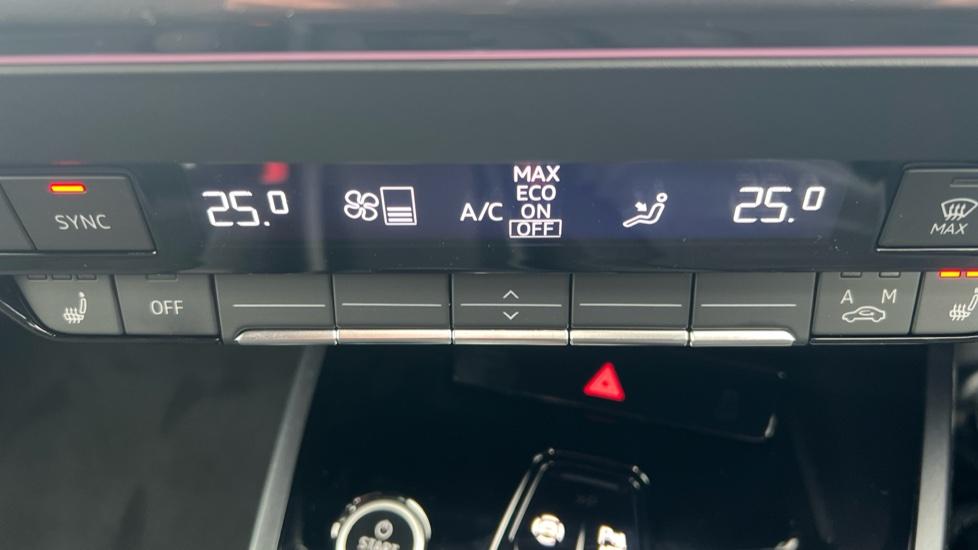 SYNC
25.0
A/C
MAX
ECO
ON
OFF
25.0
MAX
OFF
A M
START